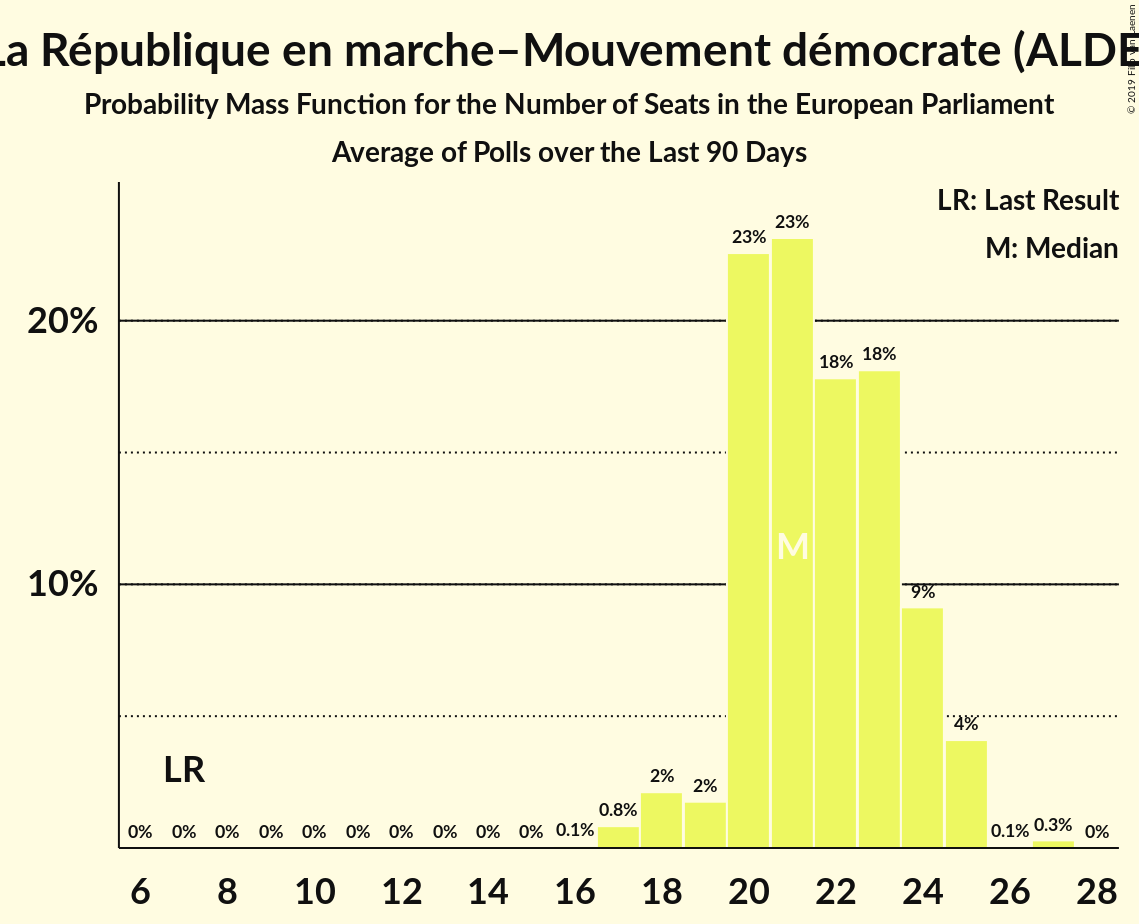 La République en marche–Mouvement démocrate (ALDE
Probability Mass Function for the Number of Seats in the European Parliament
Average of Polls over the Last 90 Days
LR: Last Result
M: Median
20%
10%
23%
23%
18%
18%
9%
4%
M
LR
0% 0% 0% 0% 0% 0% 0% 0% 0% 0% 0.1% 0.8% 2% 2% 0.1% 0.3% 0%
6 8 10 12 14 16 18 20 22 24 26 28
© 2019